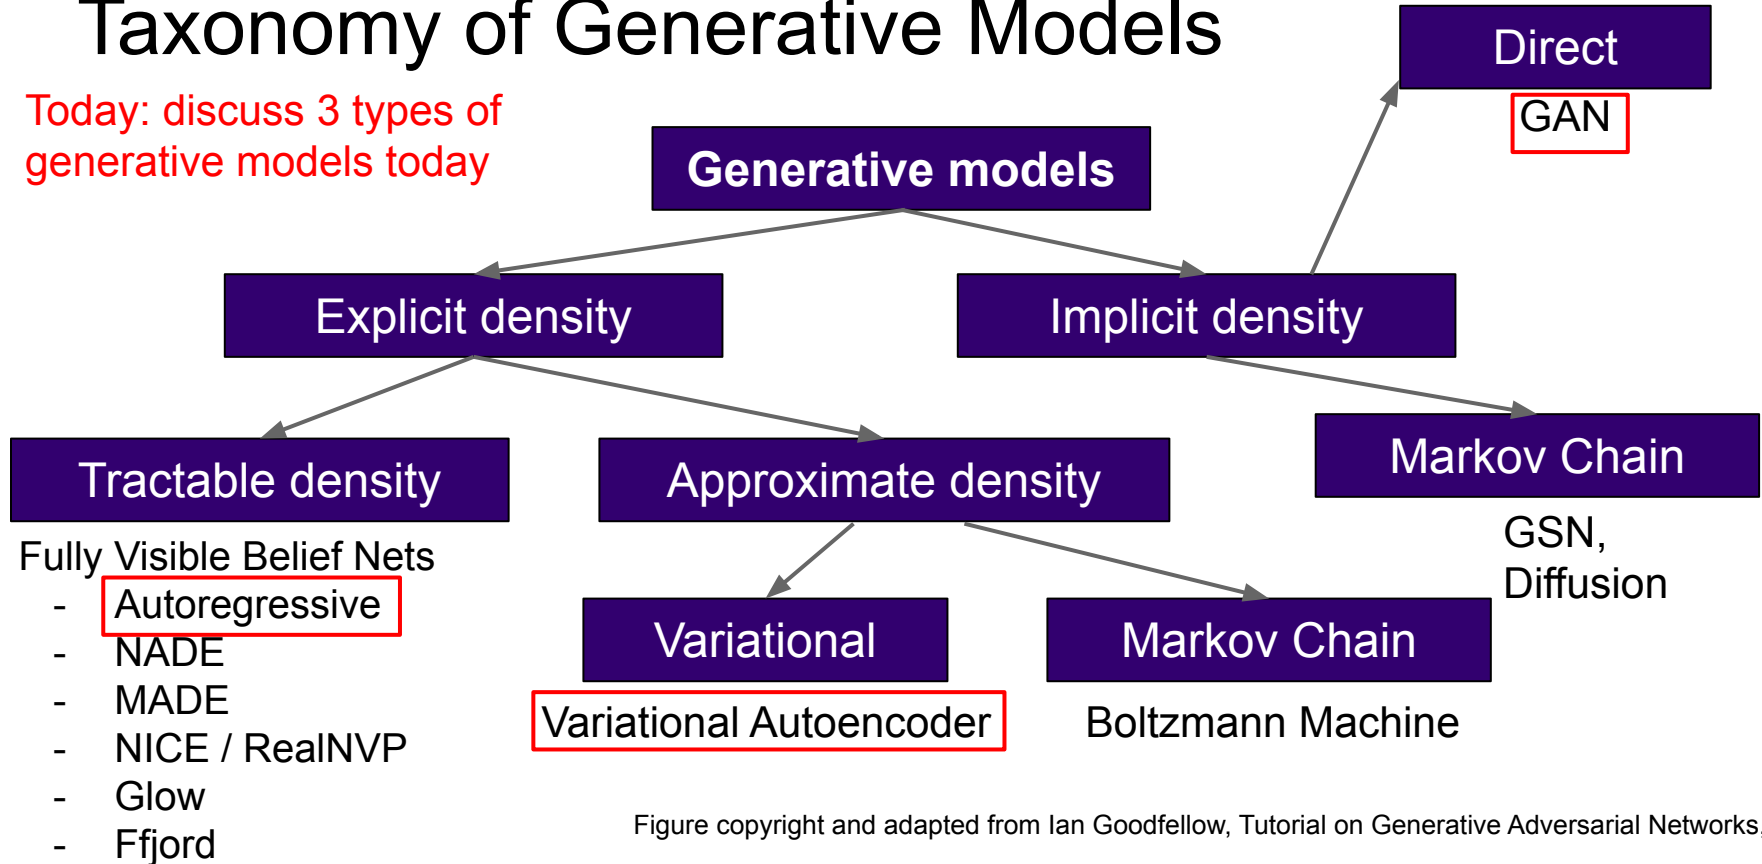 Taxonomy of Generative Models
Today: discuss 3 types of
generative models today
Direct
GAN
Generative models
Explicit density
Implicit density
Tractable density
Approximate density
Markov Chain
Fully Visible Belief Nets
- Autoregressive
- NADE
- MADE
- NICE / RealNVP
- Glow
- Ffjord
GSN,
Diffusion
Variational
Markov Chain
Variational Autoencoder
Boltzmann Machine
Figure copyright and adapted from Ian Goodfellow, Tutorial on Generative Adversarial Networks,